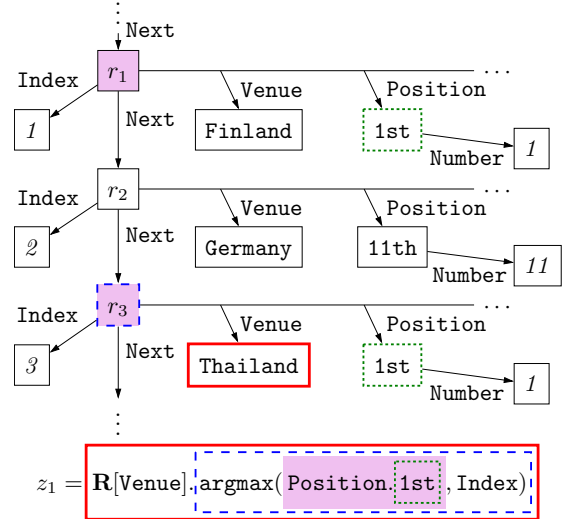 ⋮
Next
r₁ ...
Index Venue Position
1 Next Finland 1st
Number 1
r₂ ...
Index Venue Position
2 Next Germany 11th
Number 11
r₃ ...
Index Venue Position
3 Next Thailand 1st
Number 1
⋮
z₁ = R[Venue].argmax(Position.1st,Index)